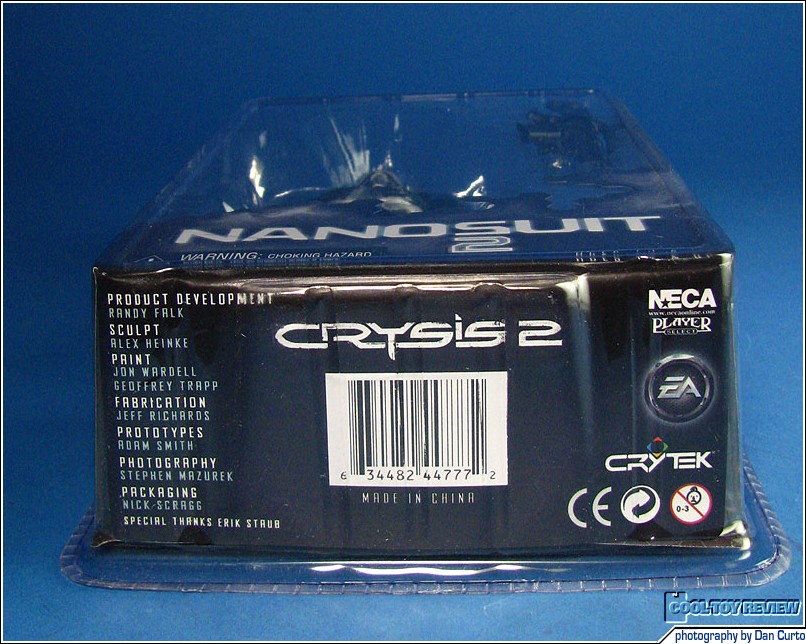 NANOSUIT
2
WARNING: CHOKING HAZARD
PRODUCT DEVELOPMENT
RANDY FALK
SCULPT
ALEX HEINKE
PAINT
JON WARDELL
GEOFFREY TRAPP
FABRICATION
JEFF RICHARDS
PROTOTYPES
ADAM SMITH
PHOTOGRAPHY
STEPHEN MAZUREK
PACKAGING
NICK SCRAGG
SPECIAL THANKS ERIK STAUB
CRYSIS 2
6 34482 44777 2
MADE IN CHINA
NECA
www.necaonline.com
PLAYER
SELECT
EA
CRYTEK
CE
0-3
COOL TOY REVIEW
photography by Dan Curto